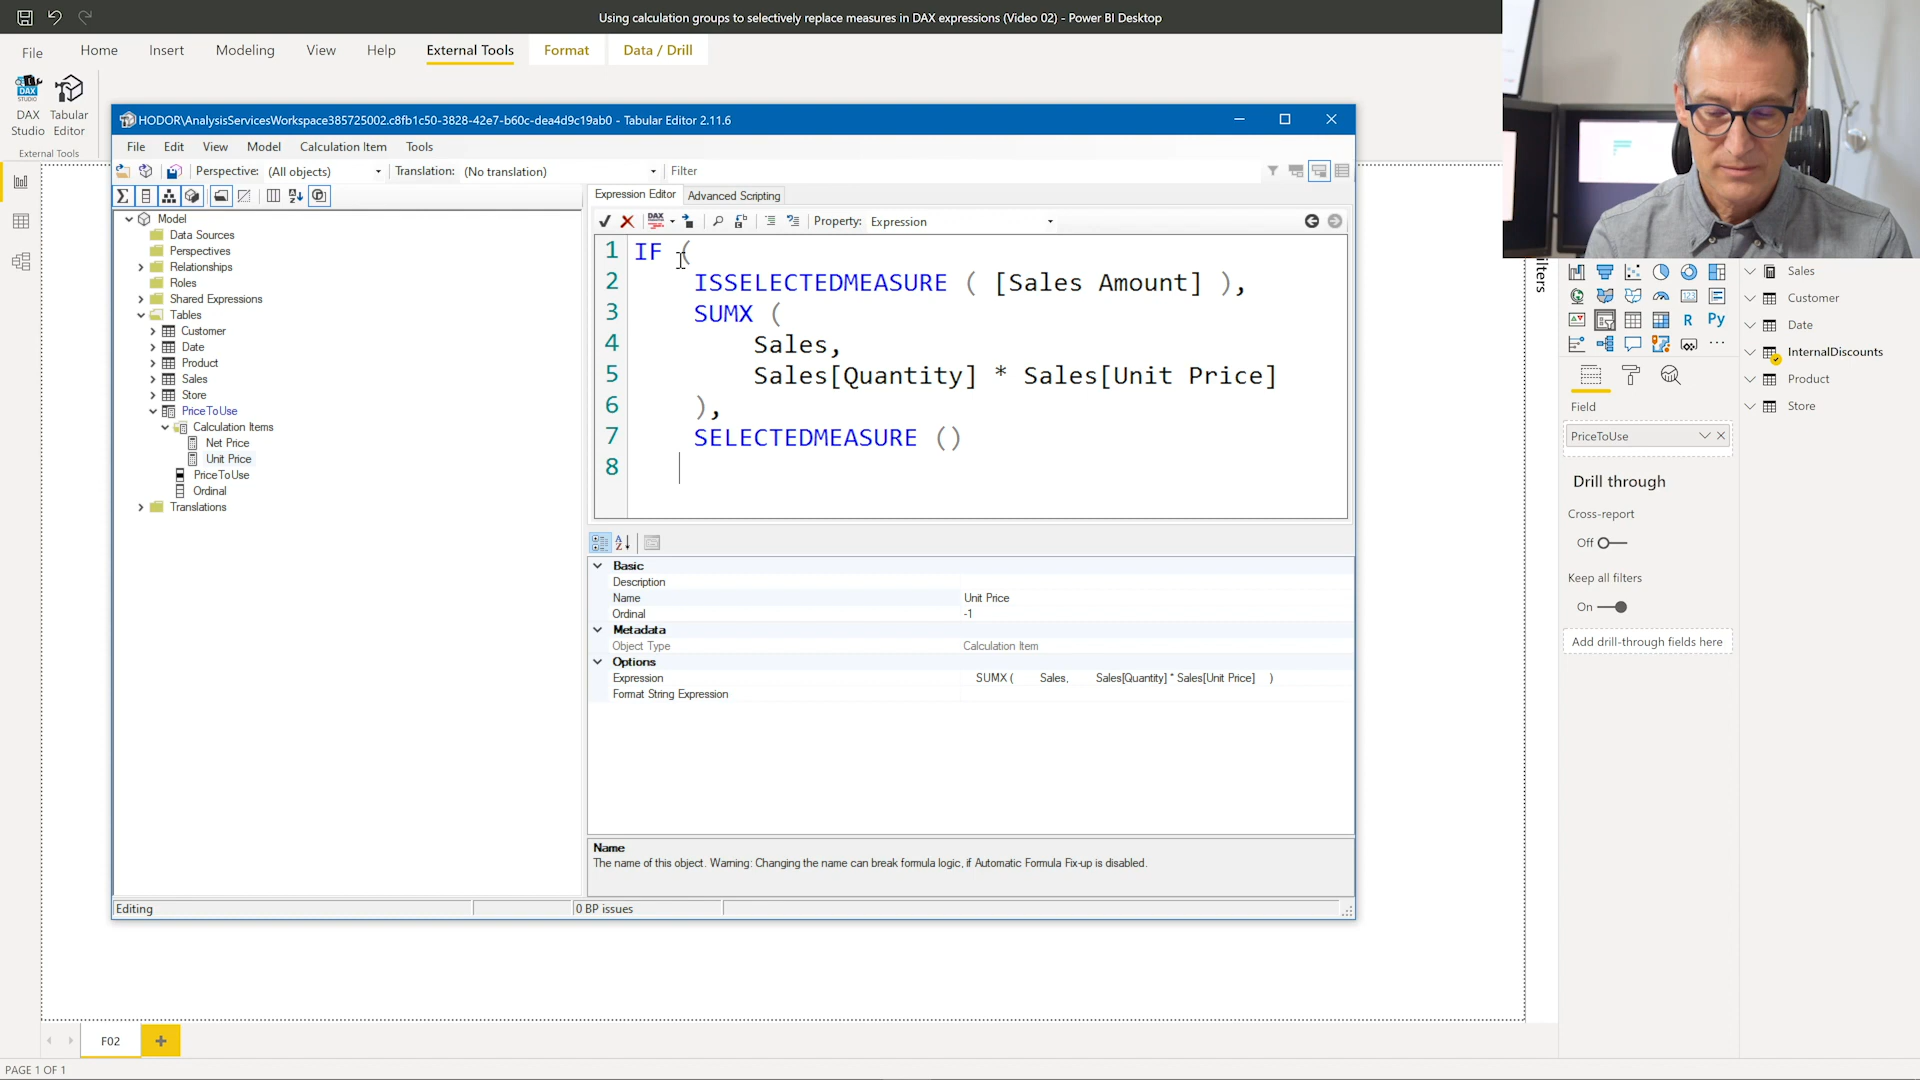 Using calculation groups to selectively replace measures in DAX expressions (Video 02) - Power BI Desktop
File
Home
Insert
Modeling
View
Help
External Tools
Format
Data / Drill
DAX
STUDIO
DAX
Studio
Tabular
Editor
External Tools
HODOR\AnalysisServicesWorkspace385725002.c8fb1c50-3828-42e7-b60c-dea4d9c19ab0 - Tabular Editor 2.11.6
File
Edit
View
Model
Calculation Item
Tools
Perspective:
(All objects)
Translation:
(No translation)
Filter
Model
Data Sources
Perspectives
Relationships
Roles
Shared Expressions
Tables
Customer
Date
Product
Sales
Store
PriceToUse
Calculation Items
Net Price
Unit Price
PriceToUse
Ordinal
Translations
Expression Editor
Advanced Scripting
DAX
Property:
Expression
1 IF (
2 ISSELECTEDMEASURE ( [Sales Amount] ),
3 SUMX (
4 Sales,
5 Sales[Quantity] * Sales[Unit Price]
6 ),
7 SELECTEDMEASURE ()
8
Basic
Description
Name
Unit Price
Ordinal
-1
Metadata
Object Type
Calculation Item
Options
Expression
SUMX ( Sales, Sales[Quantity] * Sales[Unit Price] )
Format String Expression
Name
The name of this object. Warning: Changing the name can break formula logic, if Automatic Formula Fix-up is disabled.
Editing
0 BP issues
Filters
R
Py
Field
PriceToUse
Drill through
Cross-report
Off
Keep all filters
On
Add drill-through fields here
Sales
Customer
Date
InternalDiscounts
Product
Store
F02
PAGE 1 OF 1